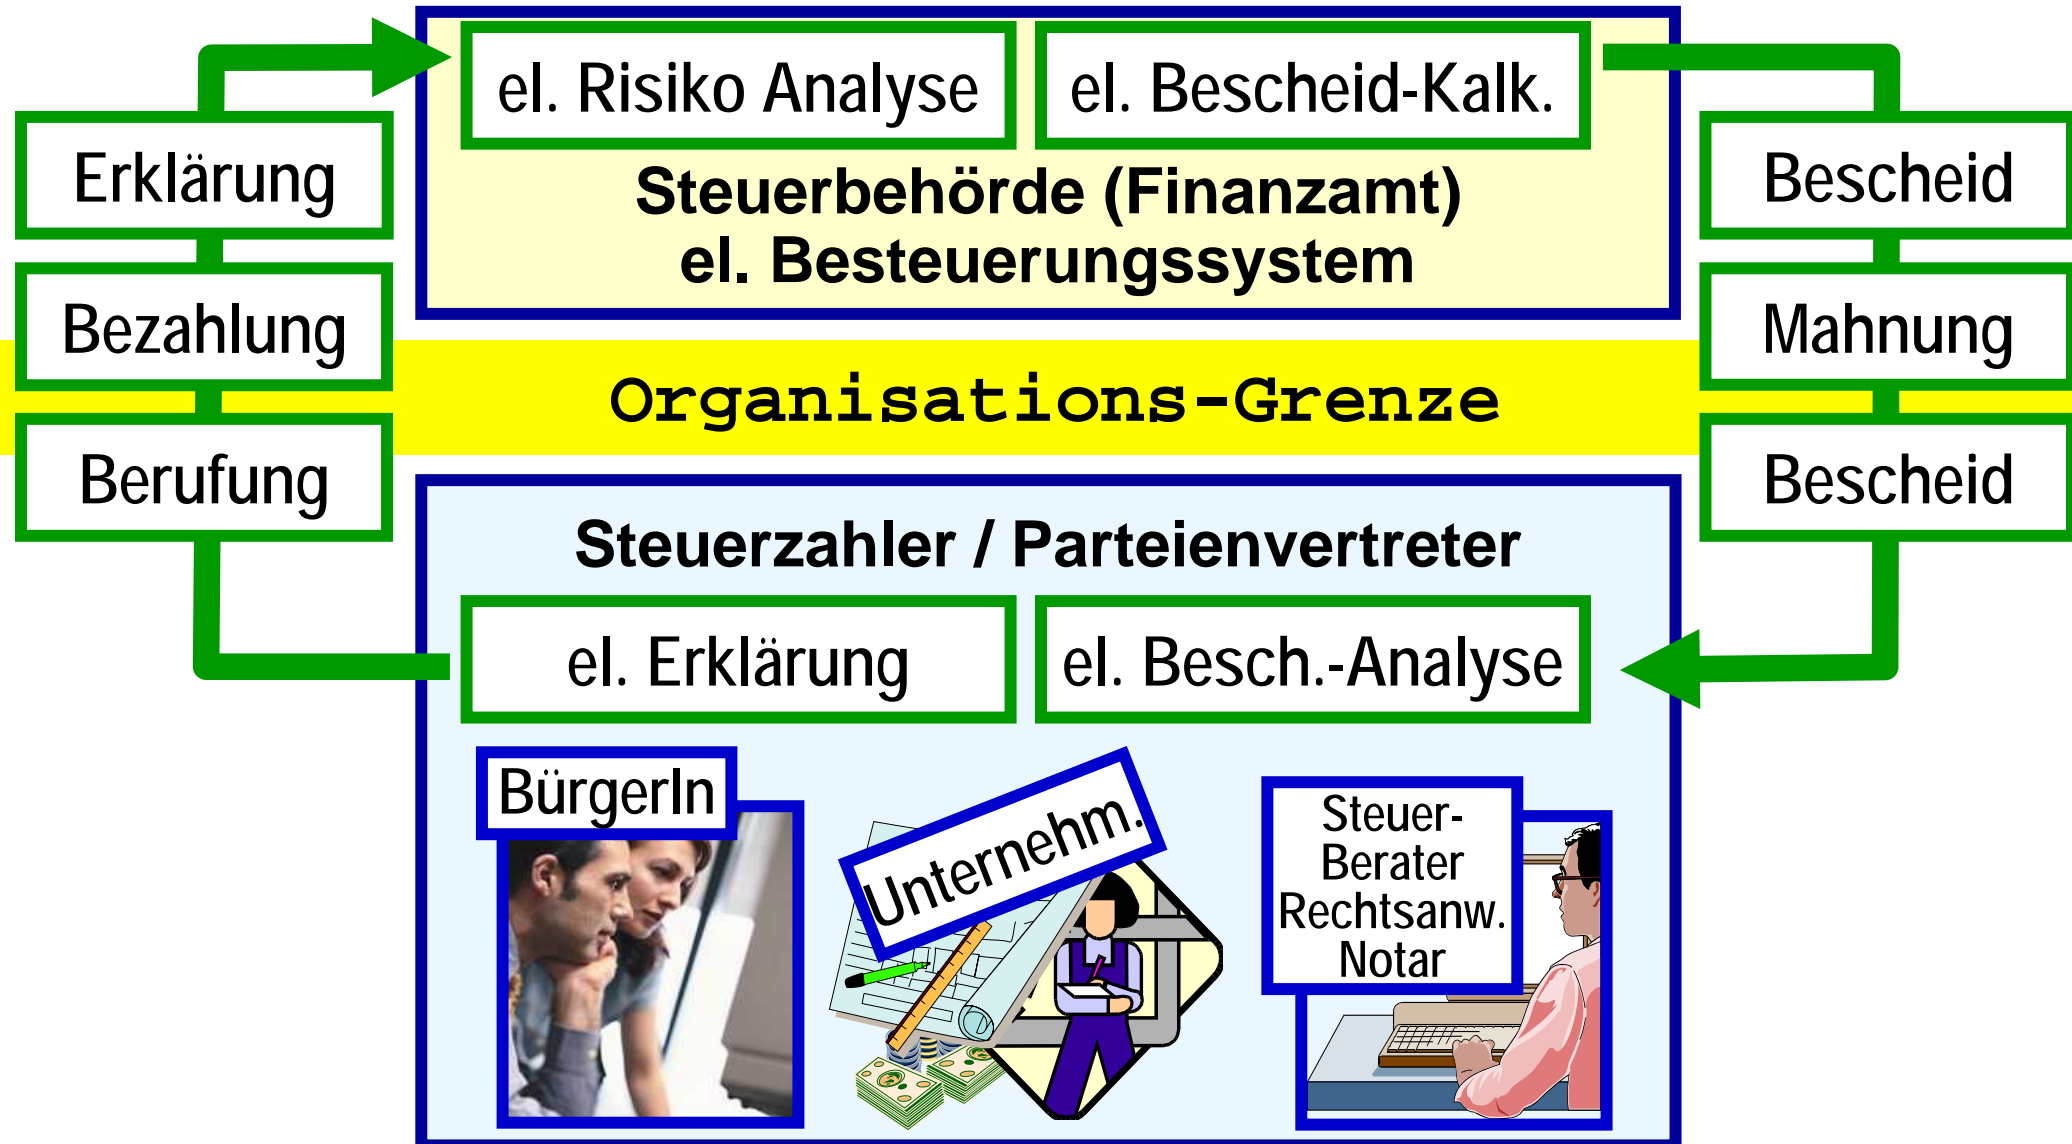 el. Risiko Analyse
el. Bescheid-Kalk.
Steuerbehörde (Finanzamt)
el. Besteuerungssystem
Erklärung
Bezahlung
Berufung
Organisations-Grenze
Bescheid
Mahnung
Bescheid
Steuerzahler / Parteienvertreter
el. Erklärung
el. Besch.-Analyse
BürgerIn
Unternehm.
Steuer-
Berater
Rechtsanw.
Notar